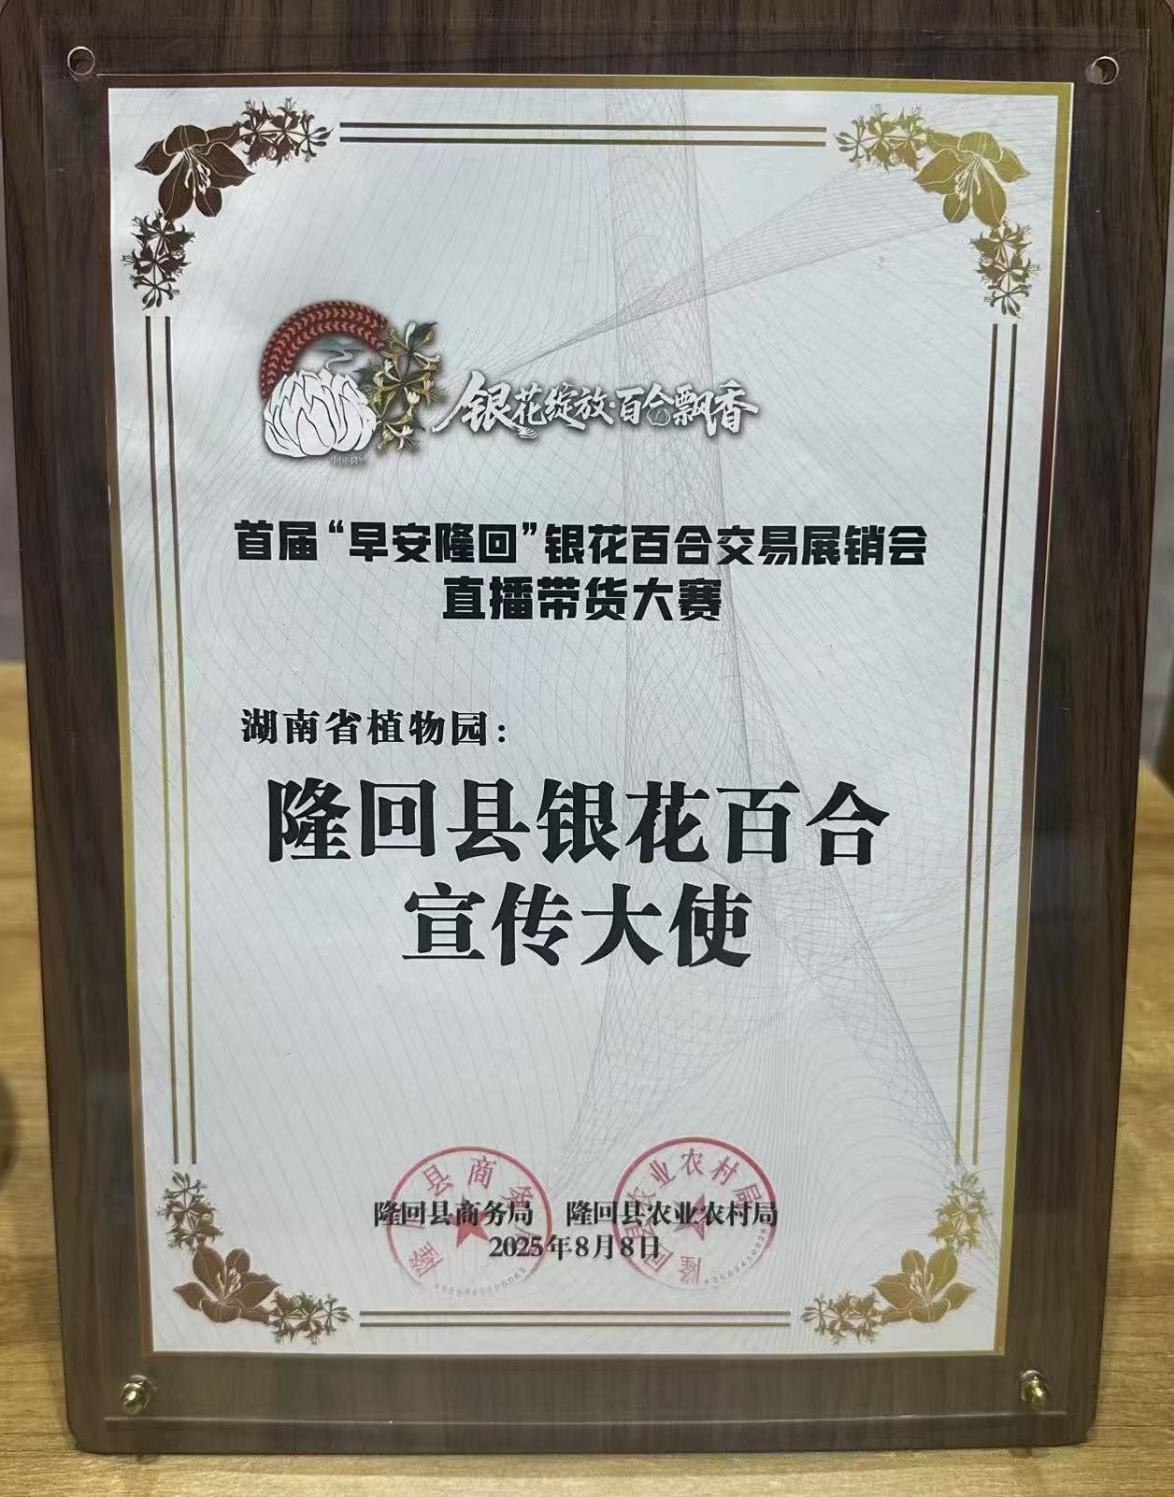 银花绽放·百合飘香
首届“早安隆回”银花百合交易展销会
直播带货大赛
湖南省植物园：
隆回县银花百合
宣传大使
隆回县商务局 隆回县农业农村局
2025年8月8日